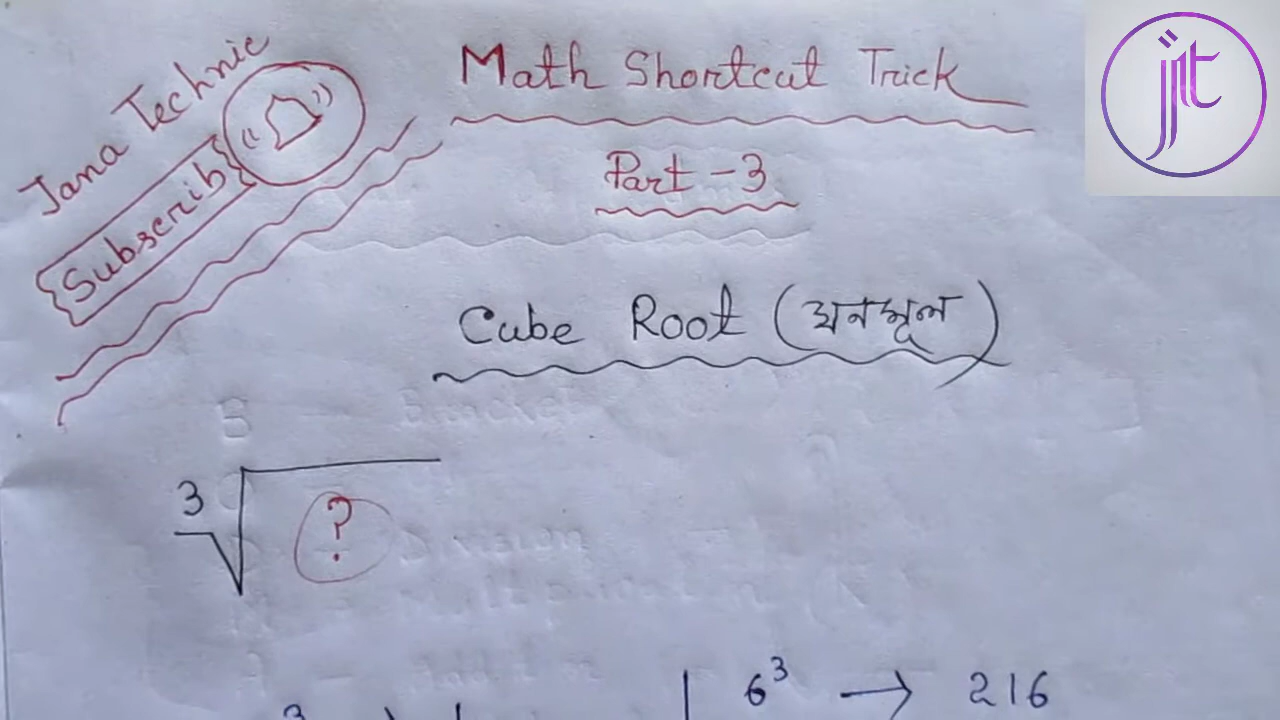 Jana Technic
Subscrib
Math Shortcut Trick
Part - 3
Cube Root (ঘনমূল)
3√?
6³ → 216
jit